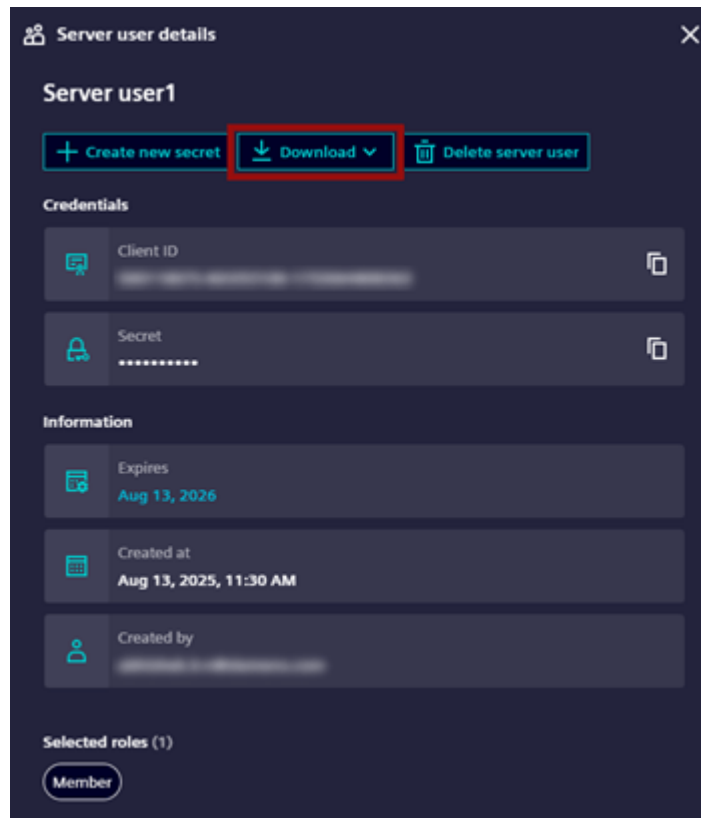 Server user details
Server user1
Create new secret
Download
Delete server user
Credentials
Client ID
Secret
••••••••••
Information
Expires
Aug 13, 2026
Created at
Aug 13, 2025, 11:30 AM
Created by
Selected roles (1)
Member